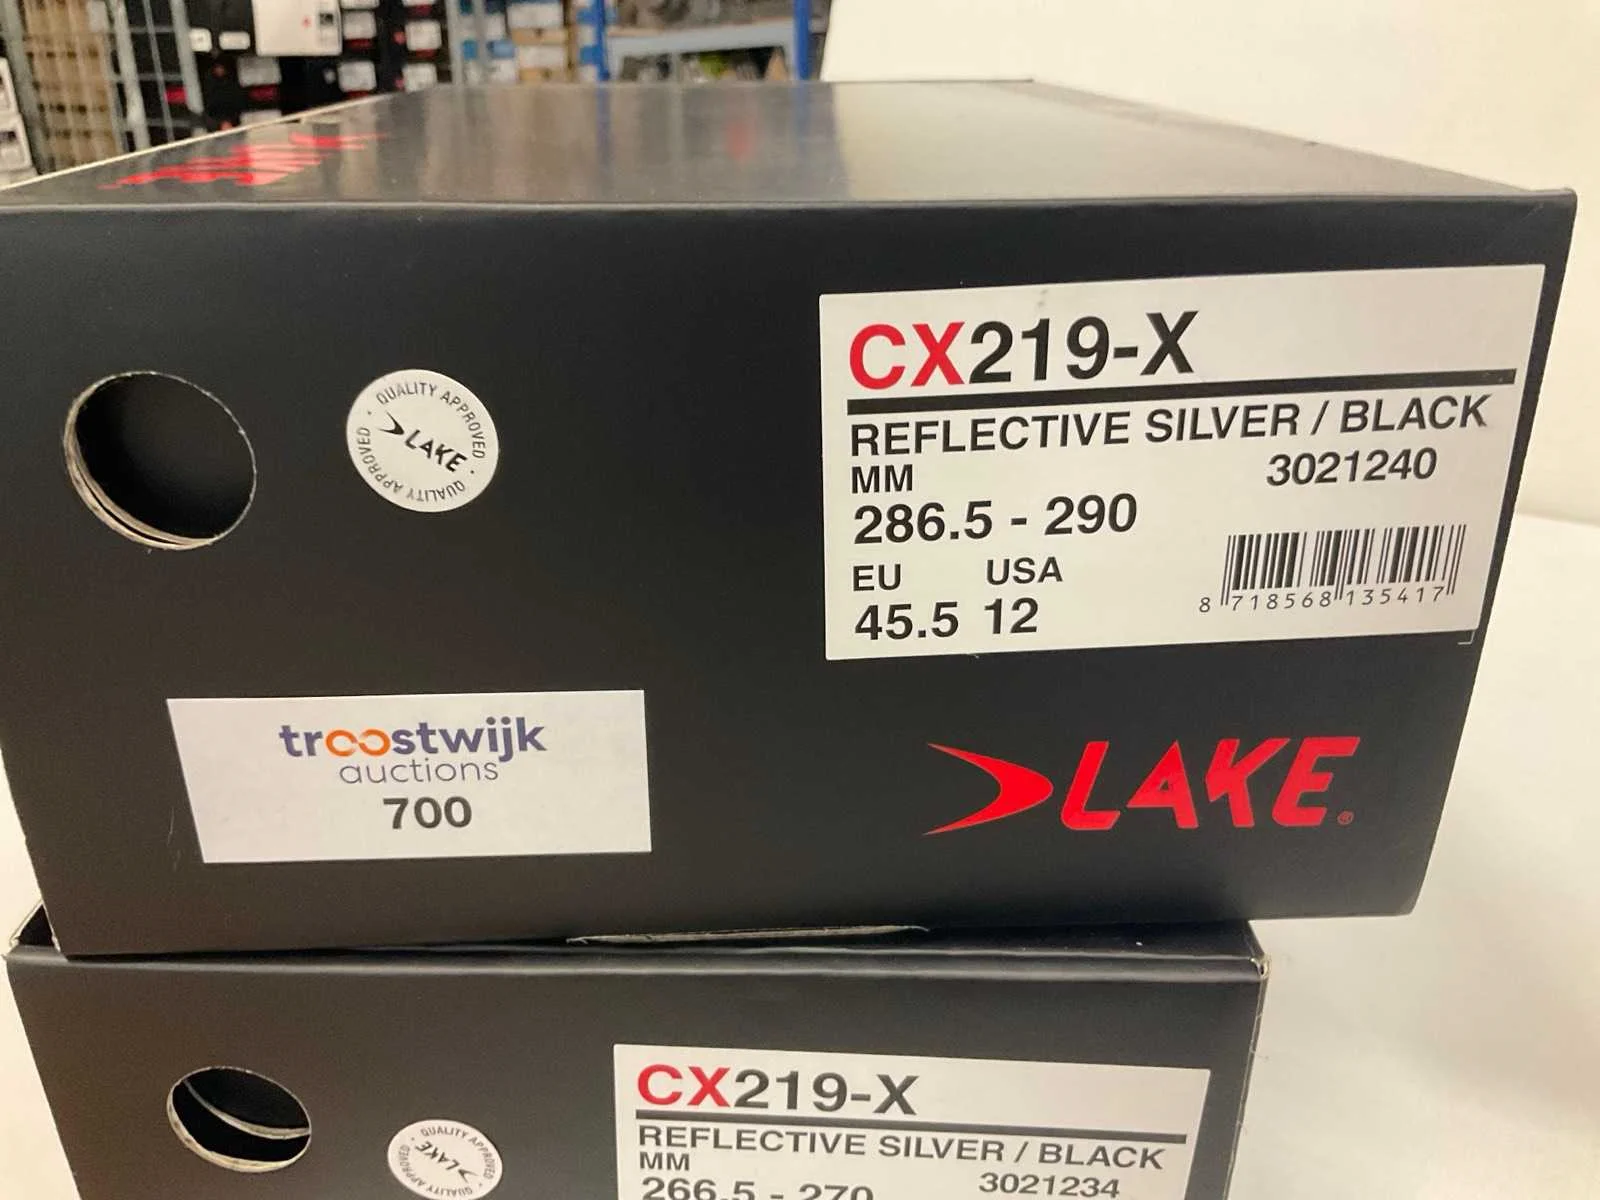 QUALITY APPROVED · QUALITY APPROVED ·
LAKE
CX219-X
REFLECTIVE SILVER / BLACK
MM
3021240
286.5 - 290
EU USA
45.5 12
8 718568 135417
troostwijk
auctions
700
LAKE®
CX219-X
REFLECTIVE SILVER / BLACK
MM
3021234
266.5 - 270
QUALITY APPROVED · QUALITY APPROVED ·
LAKE